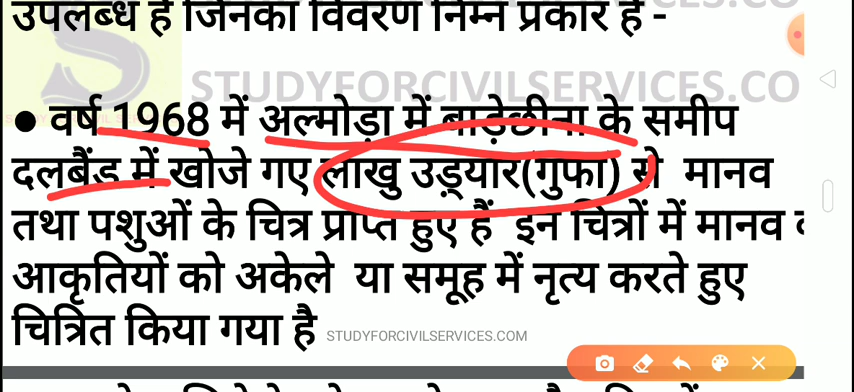 उपलब्ध है जिनका विवरण निम्न प्रकार है -
STUDYFORCIVILSERVICES.CO
● वर्ष 1968 में अल्मोड़ा में बाड़ेछीना के समीप
दलबैंड में खोजे गए लाखु उड्यार(गुफा) से मानव
तथा पशुओं के चित्र प्राप्त हुए हैं इन चित्रों में मानव
आकृतियों को अकेले या समूह में नृत्य करते हुए
चित्रित किया गया है STUDYFORCIVILSERVICES.COM